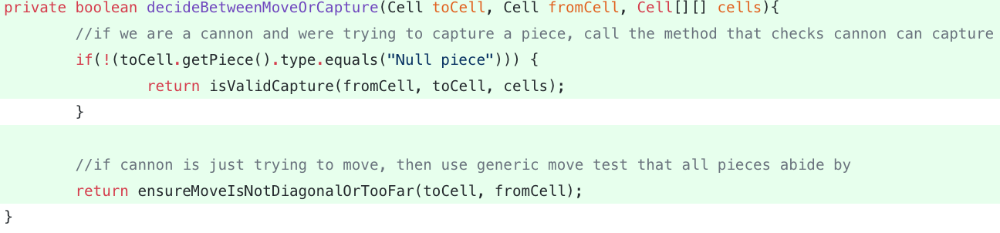 private boolean decideBetweenMoveOrCapture(Cell toCell, Cell fromCell, Cell[][] cells){
//if we are a cannon and were trying to capture a piece, call the method that checks cannon can capture
if(!(toCell.getPiece().type.equals("Null piece"))) {
return isValidCapture(fromCell, toCell, cells);
}
//if cannon is just trying to move, then use generic move test that all pieces abide by
return ensureMoveIsNotDiagonalOrTooFar(toCell, fromCell);
}